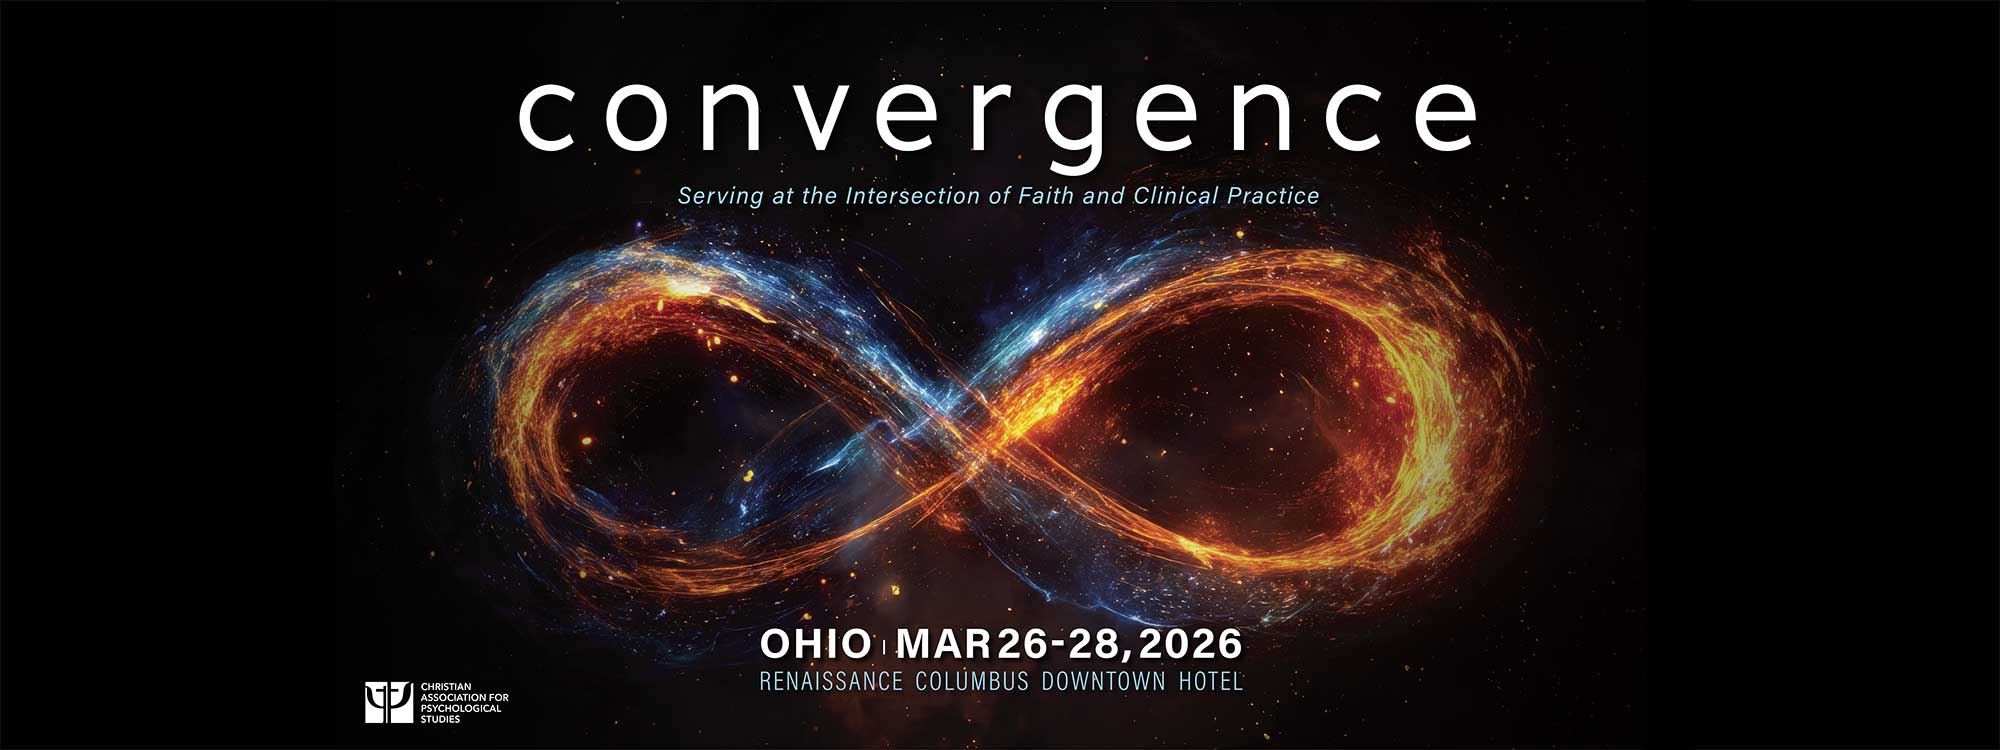 convergence
Serving at the Intersection of Faith and Clinical Practice
OHIO | MAR 26-28, 2026
RENAISSANCE COLUMBUS DOWNTOWN HOTEL
CHRISTIAN
ASSOCIATION FOR
PSYCHOLOGICAL
STUDIES